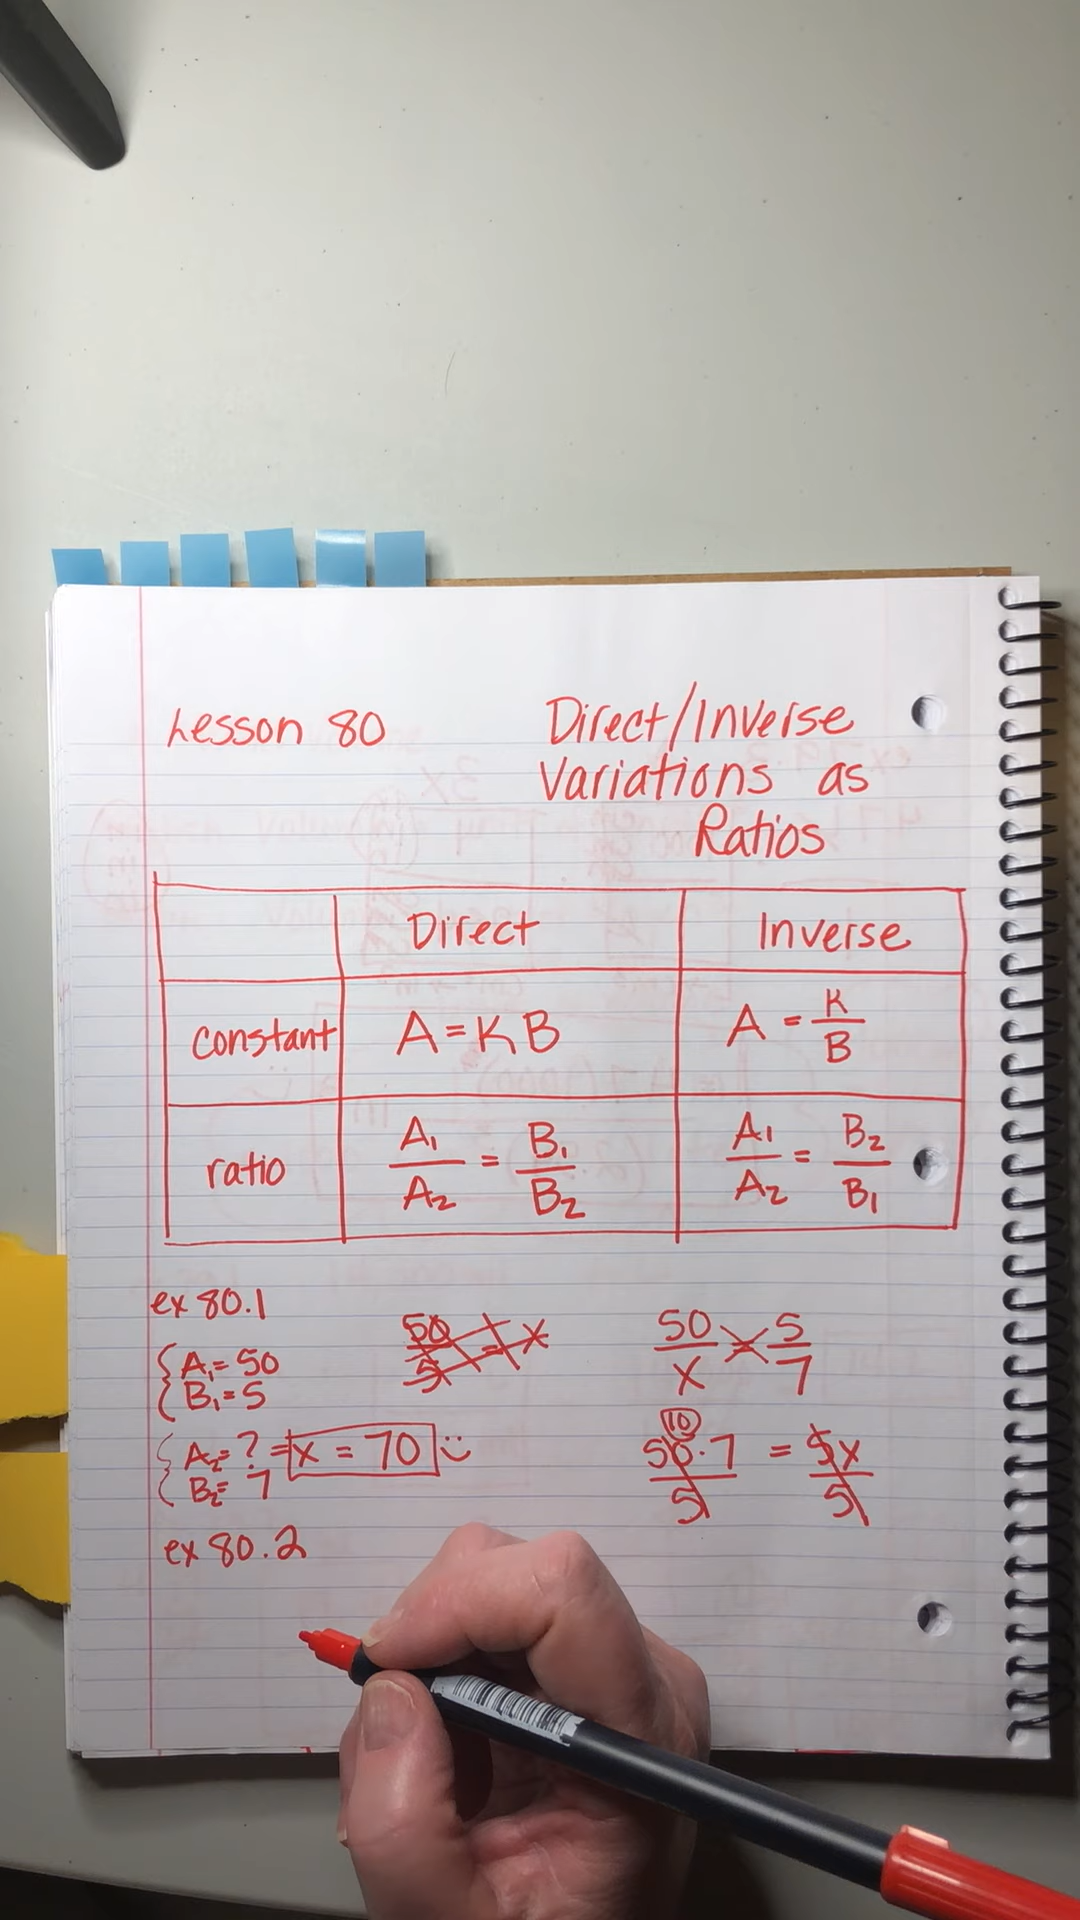 Lesson 80
Direct/Inverse
Variations as
Ratios
Direct Inverse
constant A = K B A = K/B
ratio A₁/A₂ = B₁/B₂ A₁/A₂ = B₂/B₁
ex 80.1
A₁ = 50
B₁ = 5
A₂ = ? = x = 70
B₂ = 7
50/x = 5/7
10
50 · 7 = 5x
5 5
ex 80.2